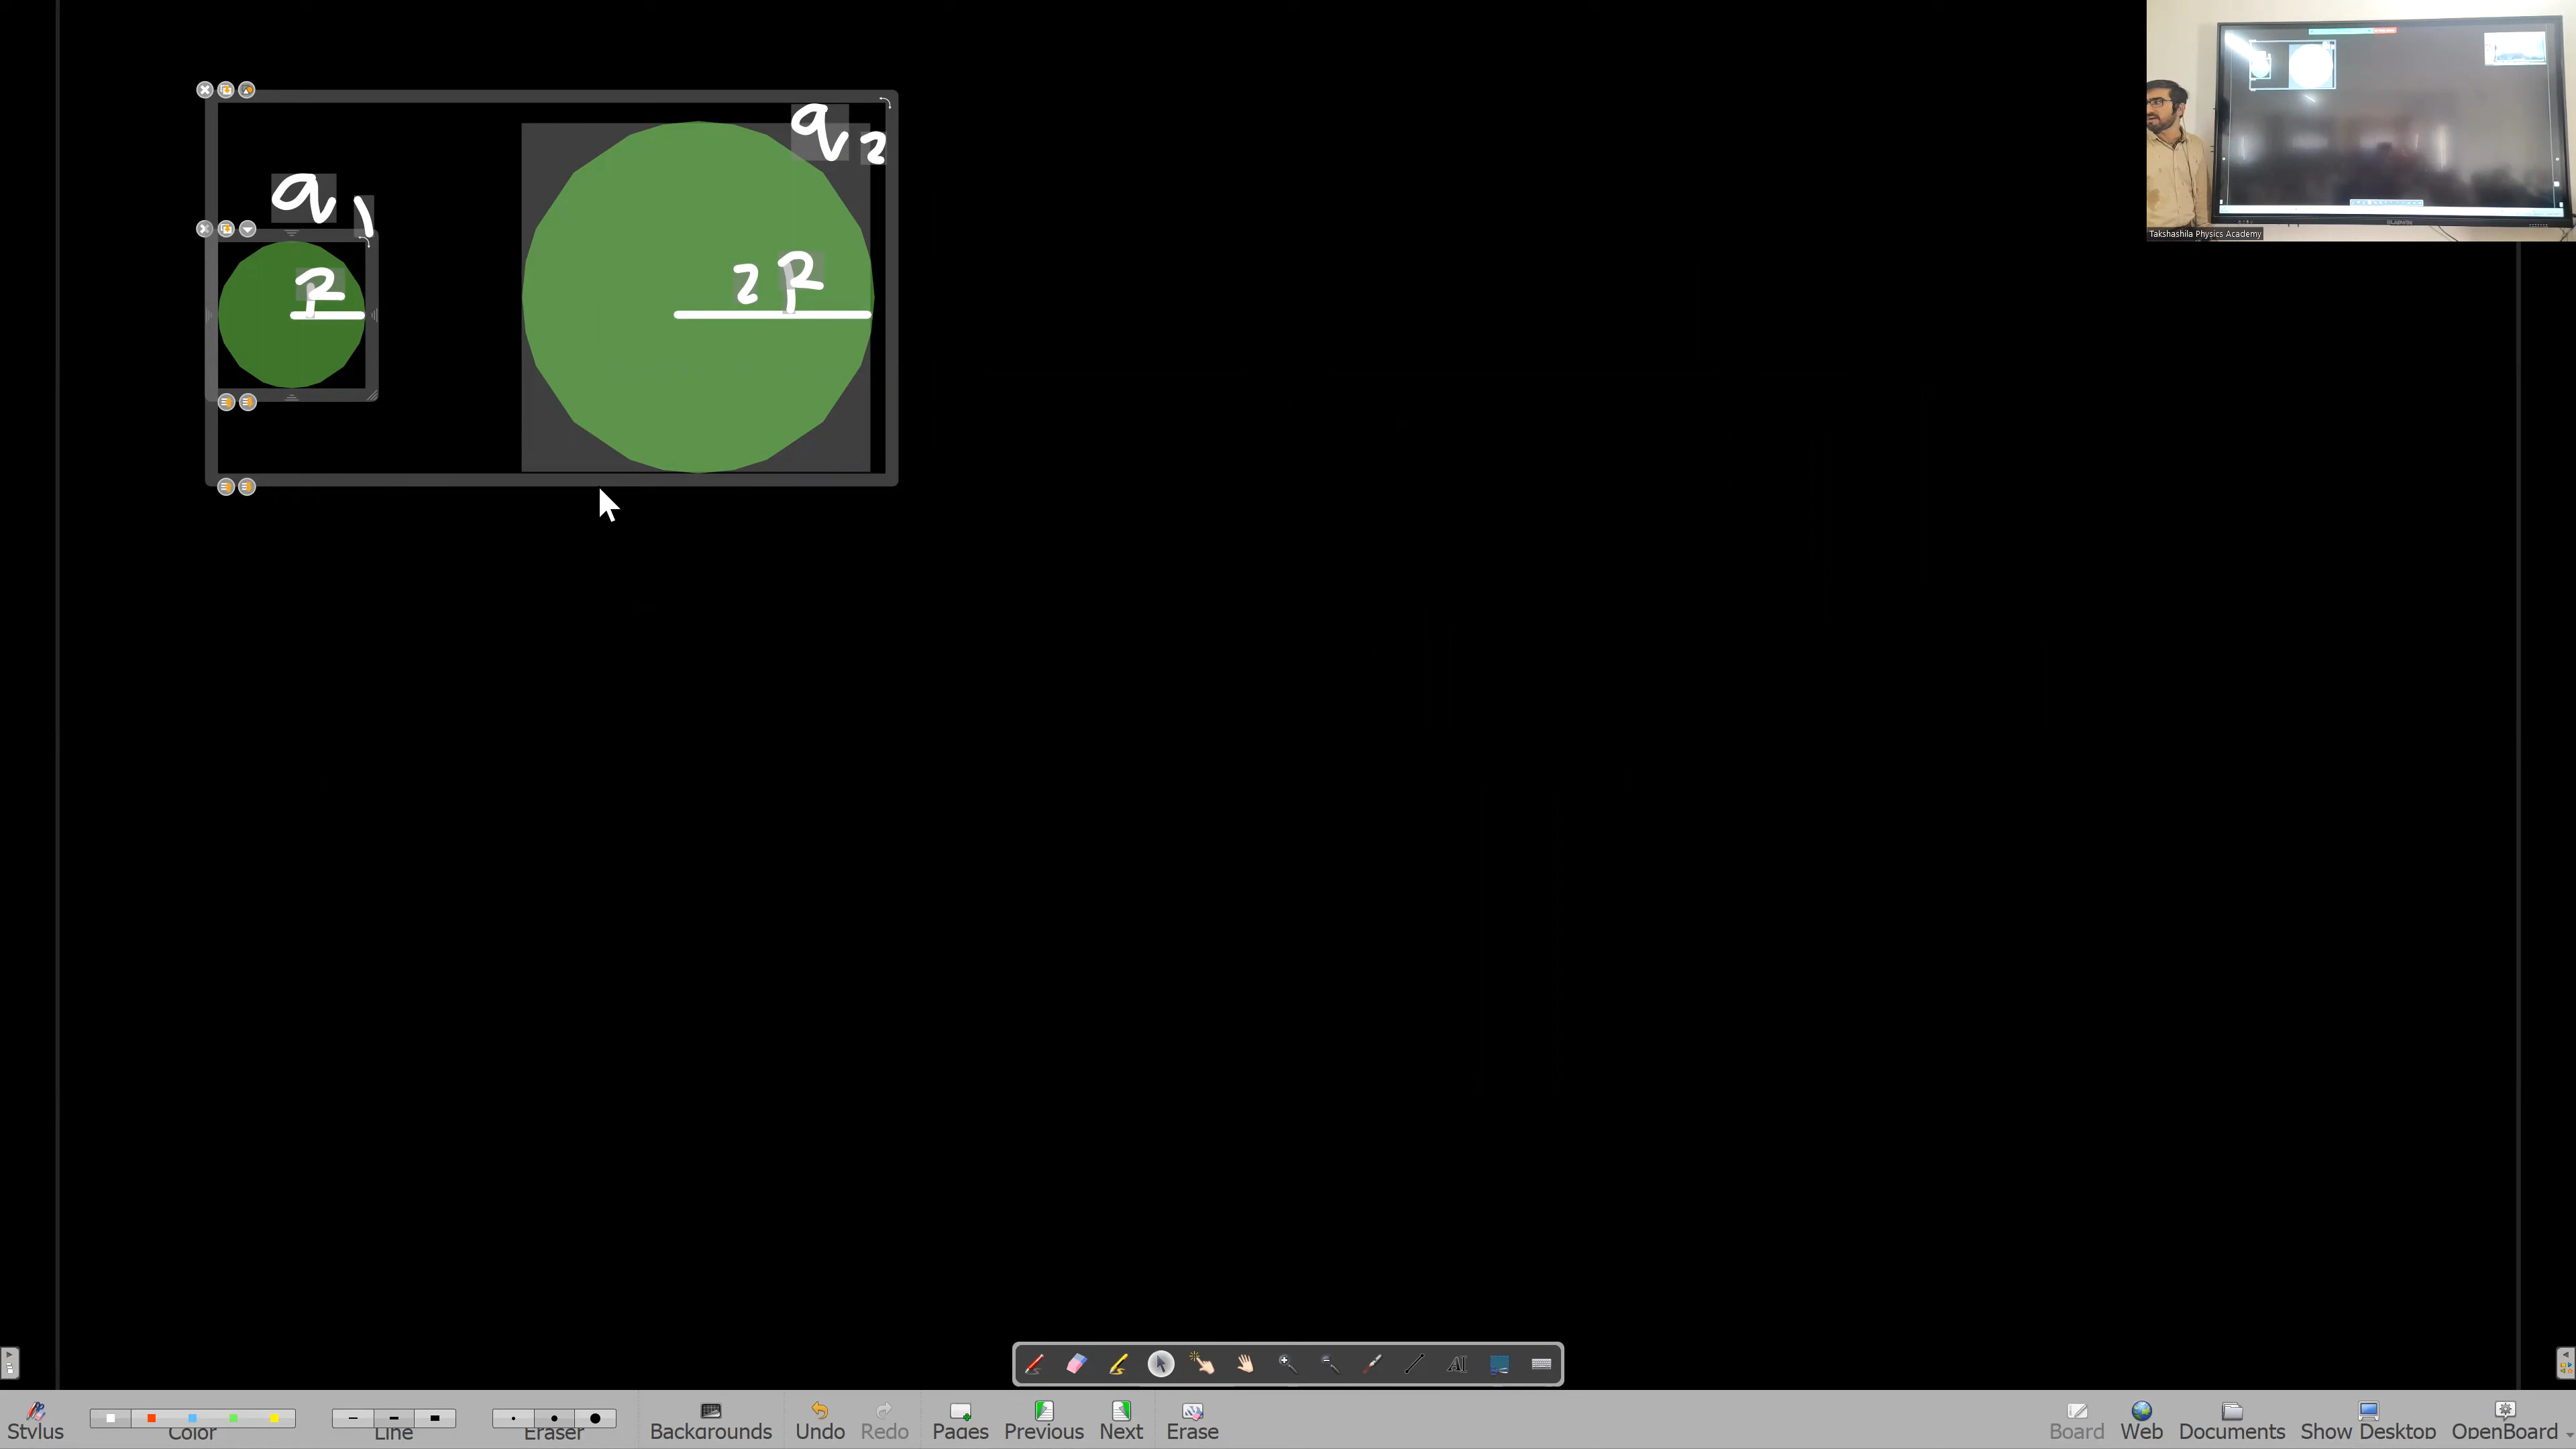 q2
q1
R
2R
Takshashila Physics Academy
Stylus Color Line Eraser Backgrounds Undo Redo Pages Previous Next Erase Board Web Documents Show Desktop OpenBoard